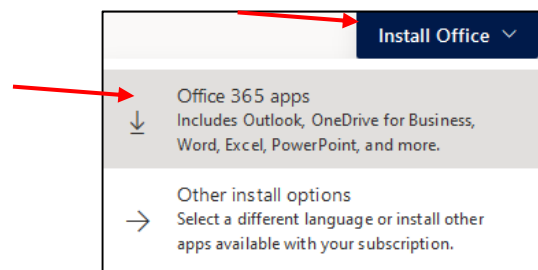 Install Office
Office 365 apps
Includes Outlook, OneDrive for Business,
Word, Excel, PowerPoint, and more.
Other install options
Select a different language or install other
apps available with your subscription.